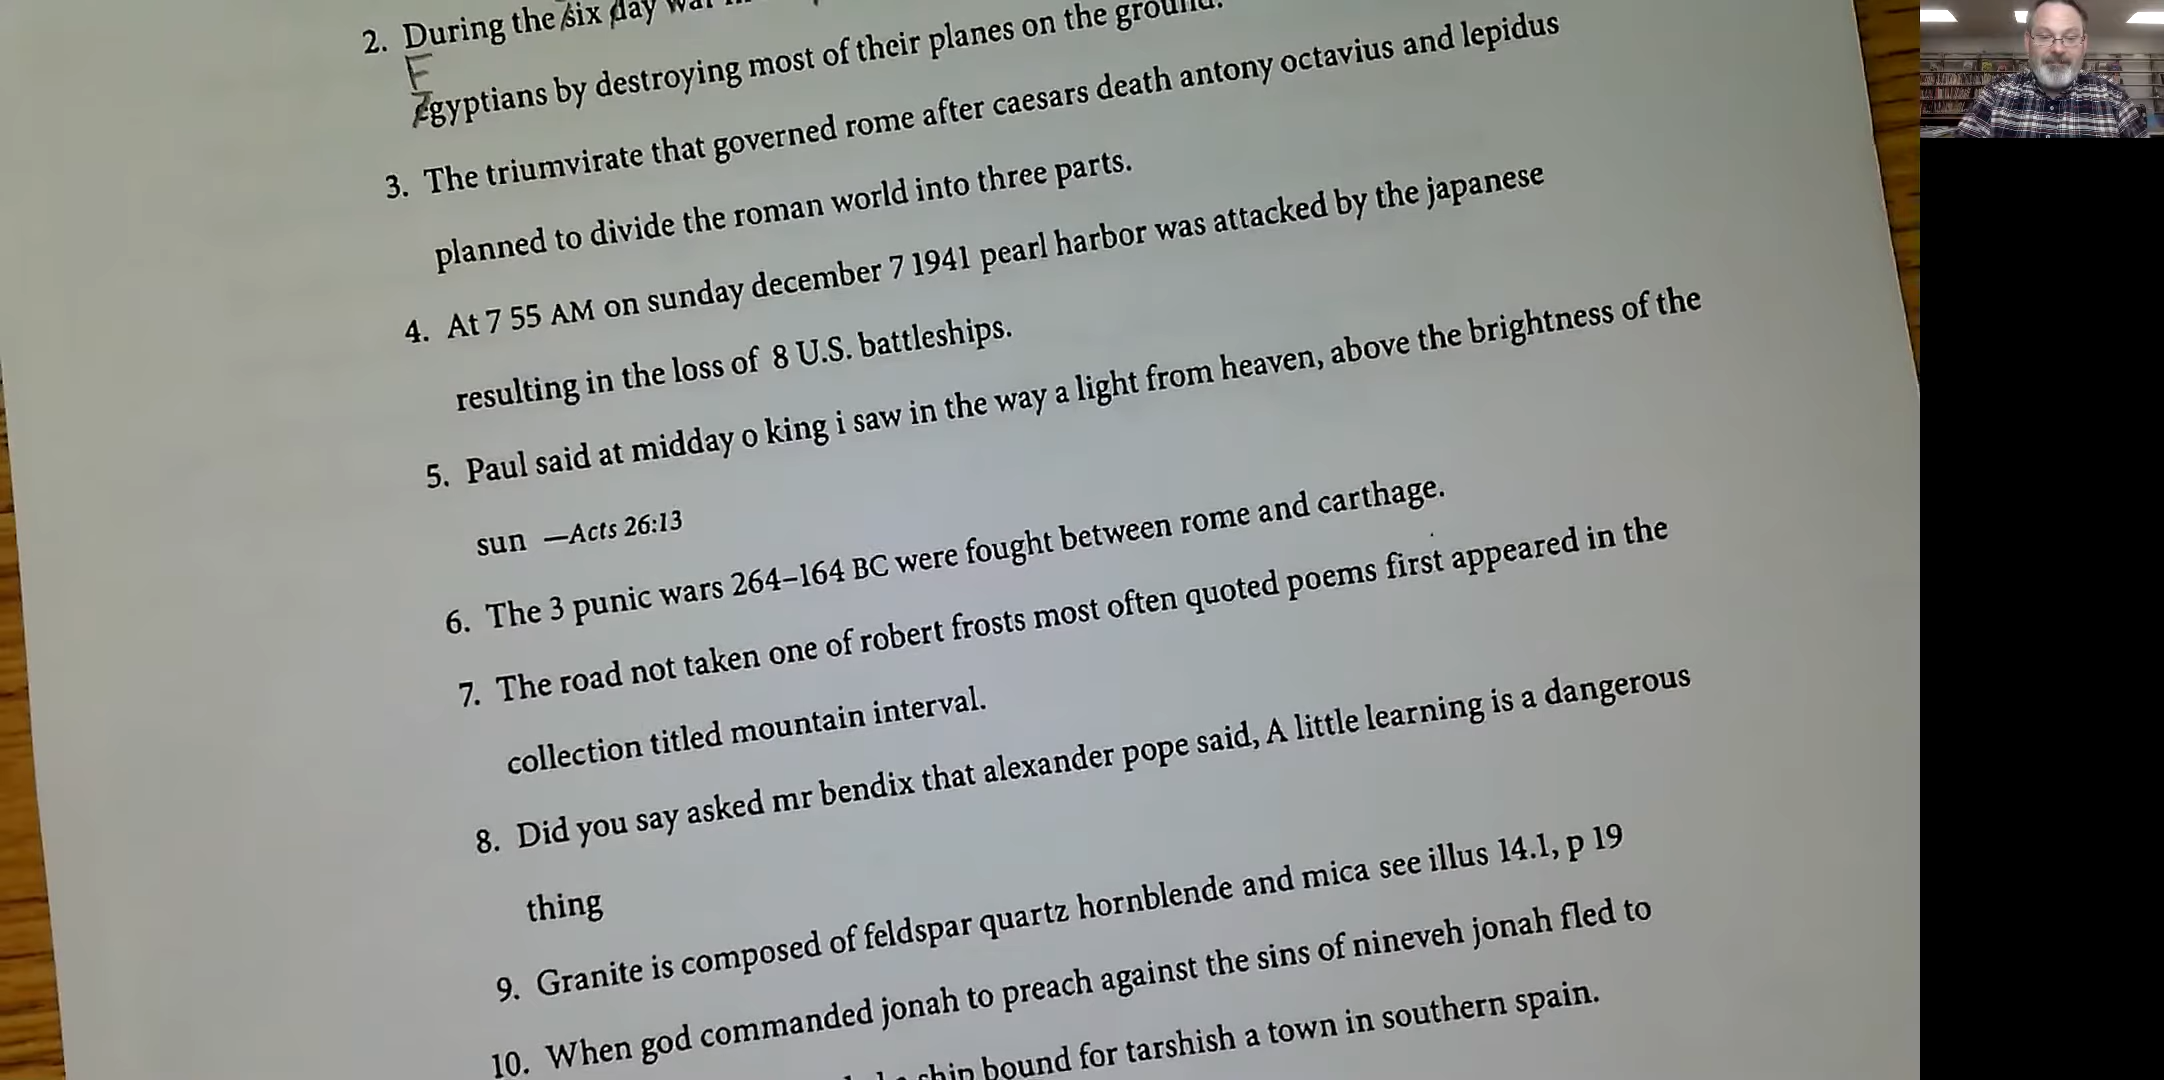 2. During the six day war
E
Egyptians by destroying most of their planes on the ground.
3. The triumvirate that governed rome after caesars death antony octavius and lepidus
planned to divide the roman world into three parts.
4. At 7 55 AM on sunday december 7 1941 pearl harbor was attacked by the japanese
resulting in the loss of 8 U.S. battleships.
5. Paul said at midday o king i saw in the way a light from heaven, above the brightness of the
sun —Acts 26:13
6. The 3 punic wars 264–164 BC were fought between rome and carthage.
7. The road not taken one of robert frosts most often quoted poems first appeared in the
collection titled mountain interval.
8. Did you say asked mr bendix that alexander pope said, A little learning is a dangerous
thing
9. Granite is composed of feldspar quartz hornblende and mica see illus 14.1, p 19
10. When god commanded jonah to preach against the sins of nineveh jonah fled to
ship bound for tarshish a town in southern spain.